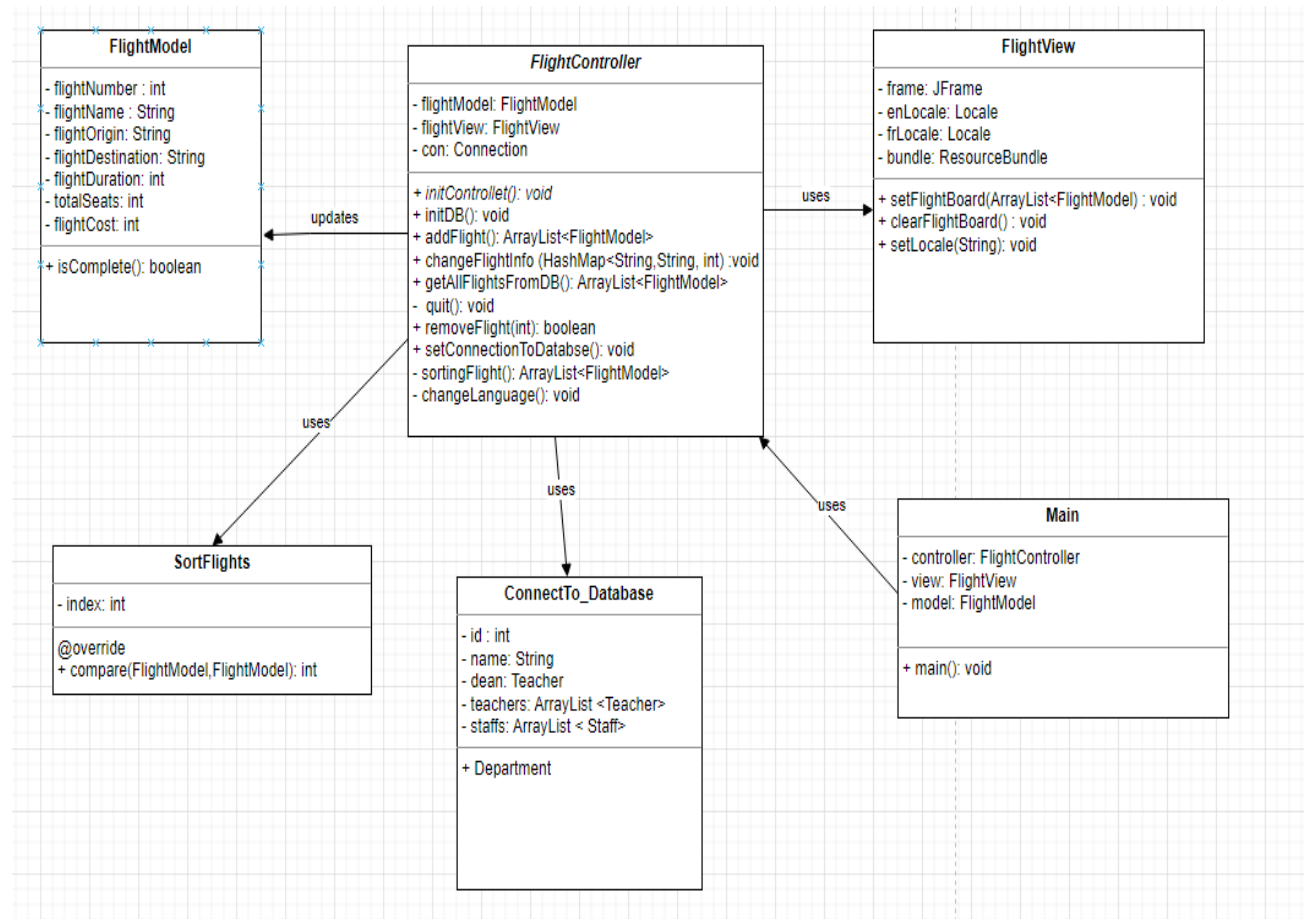 FlightModel
- flightNumber : int
- flightName : String
- flightOrigin: String
- flightDestination: String
- flightDuration: int
- totalSeats: int
- flightCost: int
+ isComplete(): boolean
updates
FlightController
- flightModel: FlightModel
- flightView: FlightView
- con: Connection
+ initControllet(): void
+ initDB(): void
+ addFlight(): ArrayList<FlightModel>
+ changeFlightInfo (HashMap<String,String, int) :void
+ getAllFlightsFromDB(): ArrayList<FlightModel>
- quit(): void
+ removeFlight(int): boolean
+ setConnectionToDatabse(): void
- sortingFlight(): ArrayList<FlightModel>
- changeLanguage(): void
uses
FlightView
- frame: JFrame
- enLocale: Locale
- frLocale: Locale
- bundle: ResourceBundle
+ setFlightBoard(ArrayList<FlightModel) : void
+ clearFlightBoard() : void
+ setLocale(String): void
uses
uses
uses
SortFlights
- index: int
@override
+ compare(FlightModel,FlightModel): int
ConnectTo_Database
- id : int
- name: String
- dean: Teacher
- teachers: ArrayList <Teacher>
- staffs: ArrayList < Staff>
+ Department
Main
- controller: FlightController
- view: FlightView
- model: FlightModel
+ main(): void